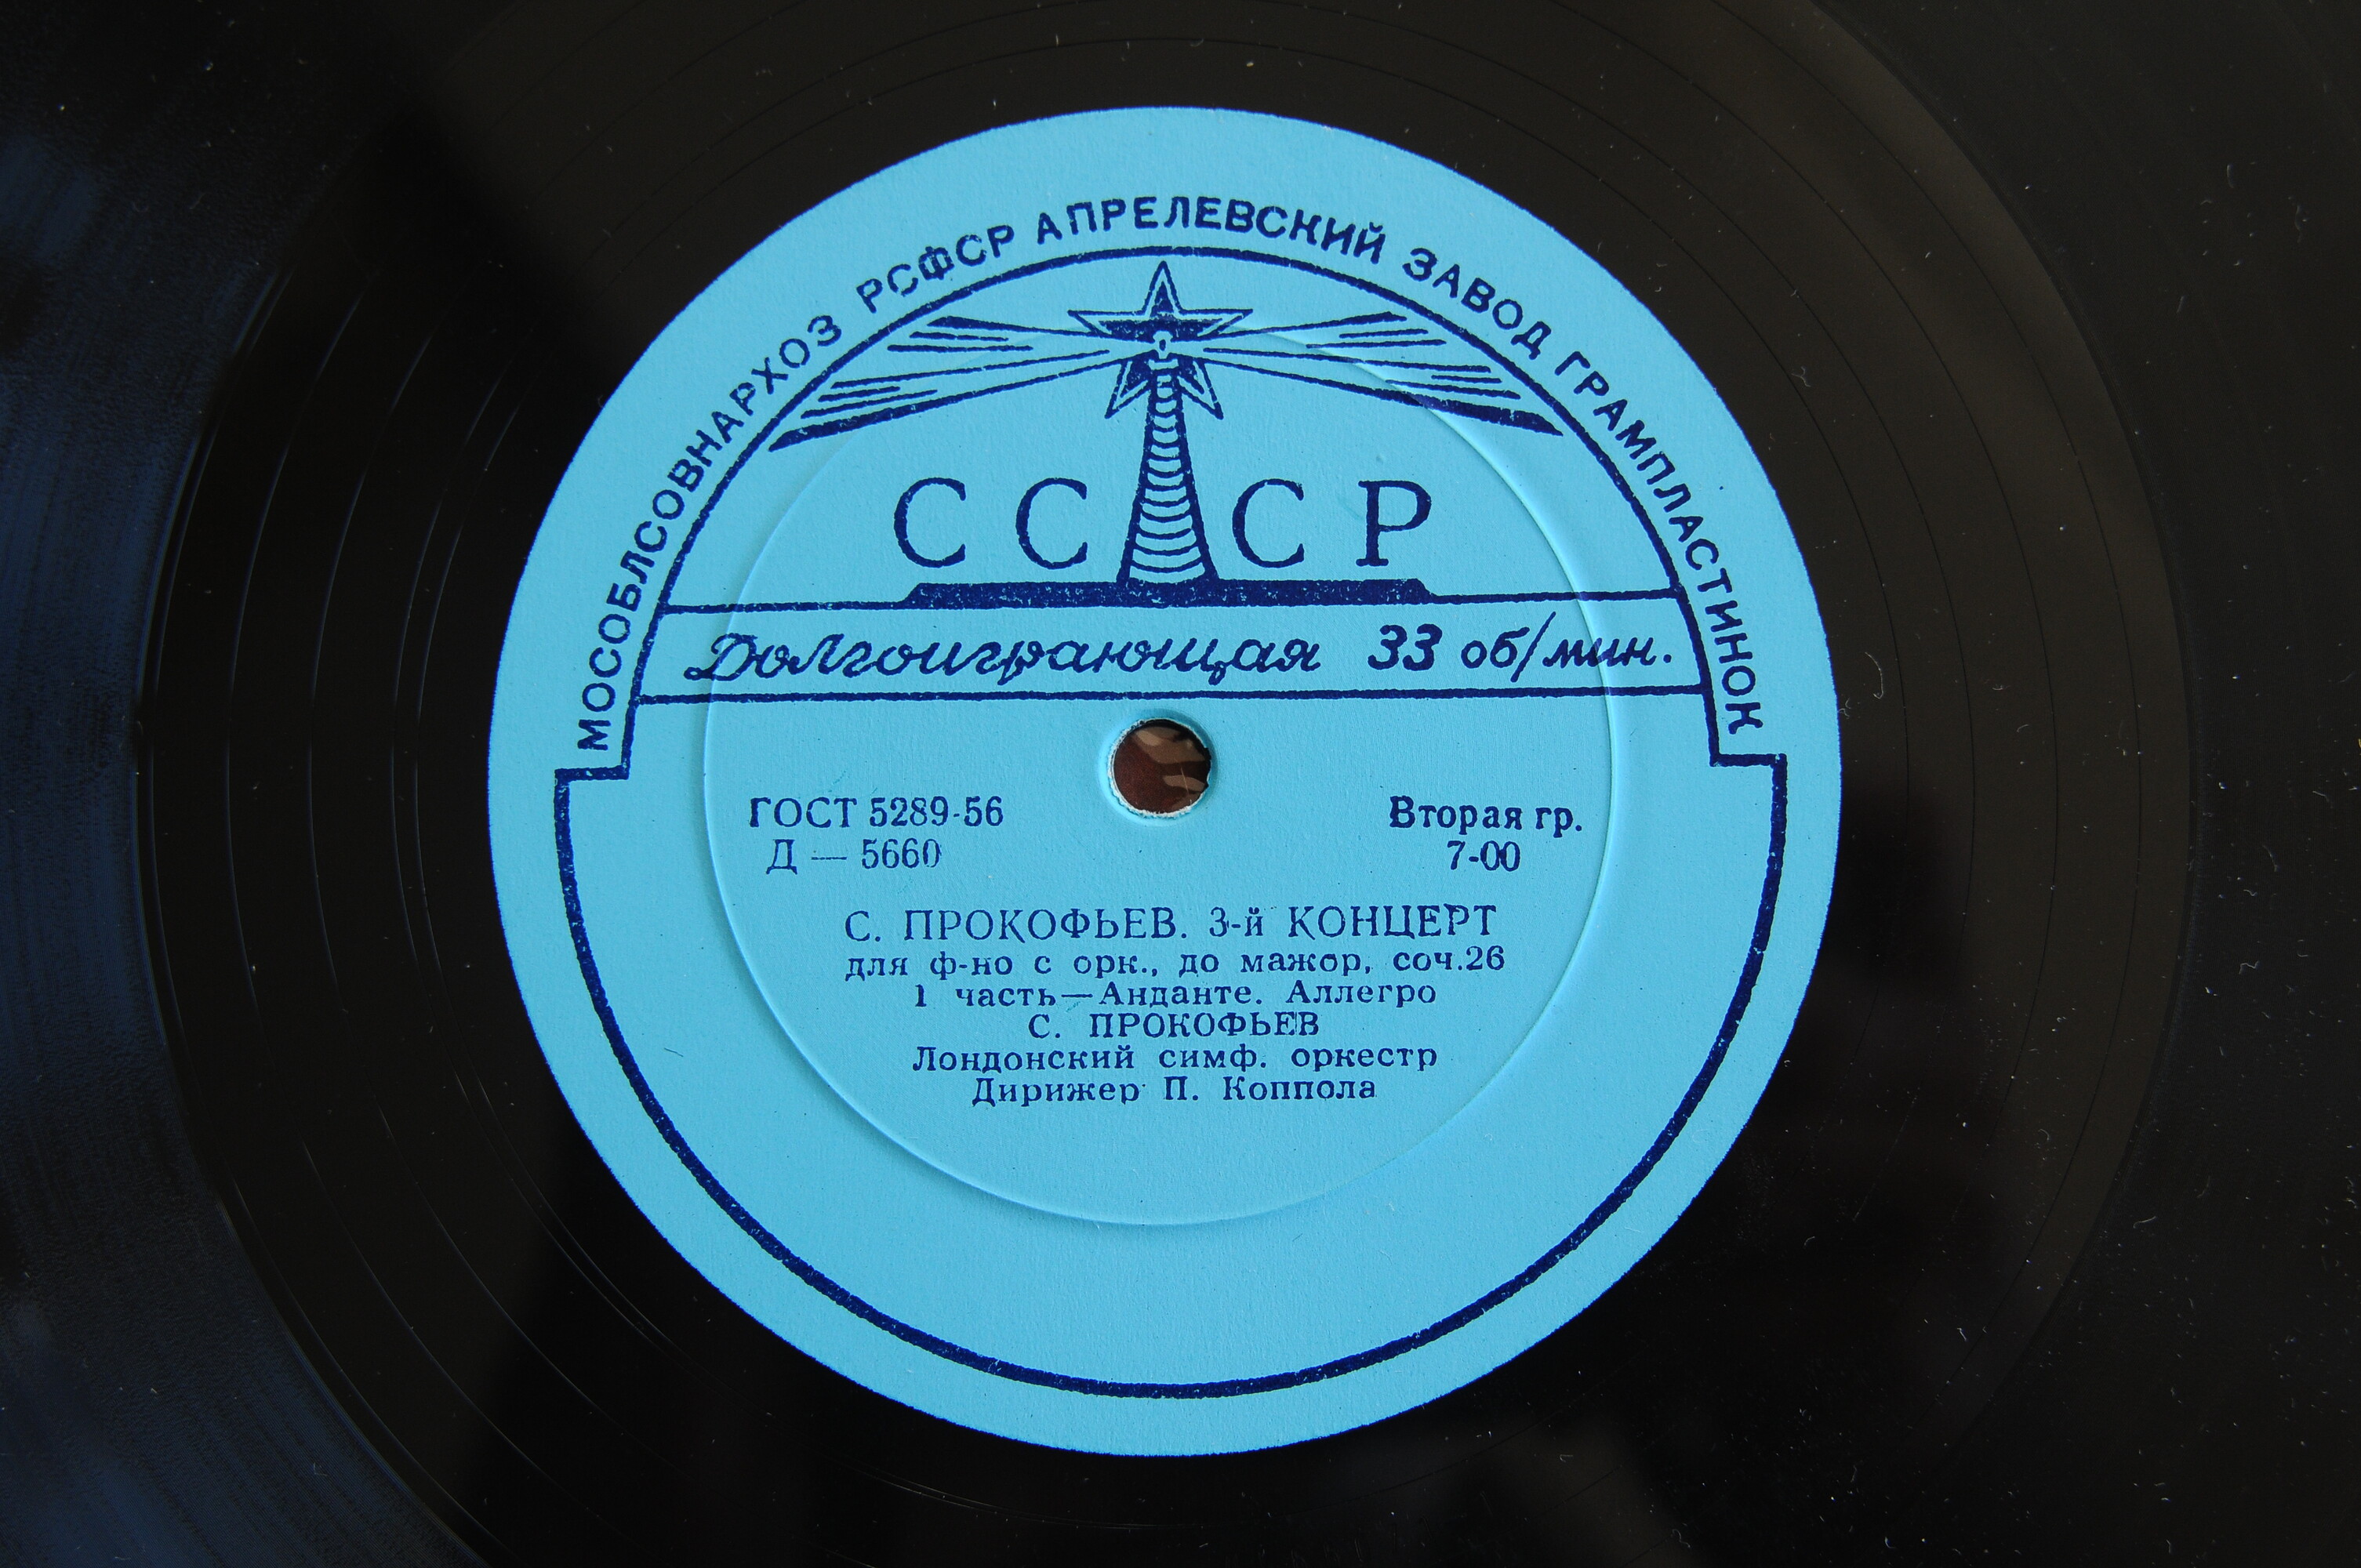 МОСОБЛСОВНАРХОЗ РСФСР АПРЕЛЕВСКИЙ ЗАВОД ГРАМПЛАСТИНОК
СССР
Долгоиграющая 33 об/мин.
ГОСТ 5289-56 Вторая гр.
Д — 5660 7-00
С. ПРОКОФЬЕВ. 3-й КОНЦЕРТ
для ф-но с орк., до мажор, соч.26
1 часть—Анданте. Аллегро
С. ПРОКОФЬЕВ
Лондонский симф. оркестр
Дирижер П. Коппола